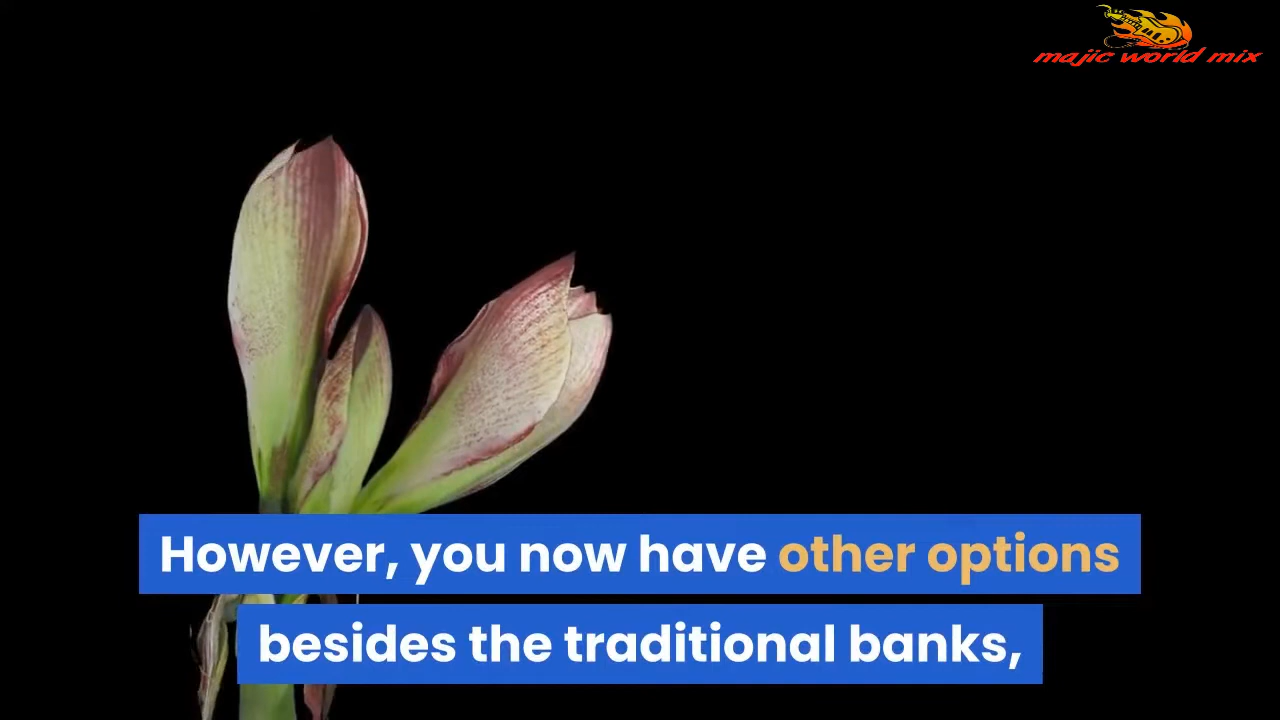 majic world mix
However, you now have other options
besides the traditional banks,